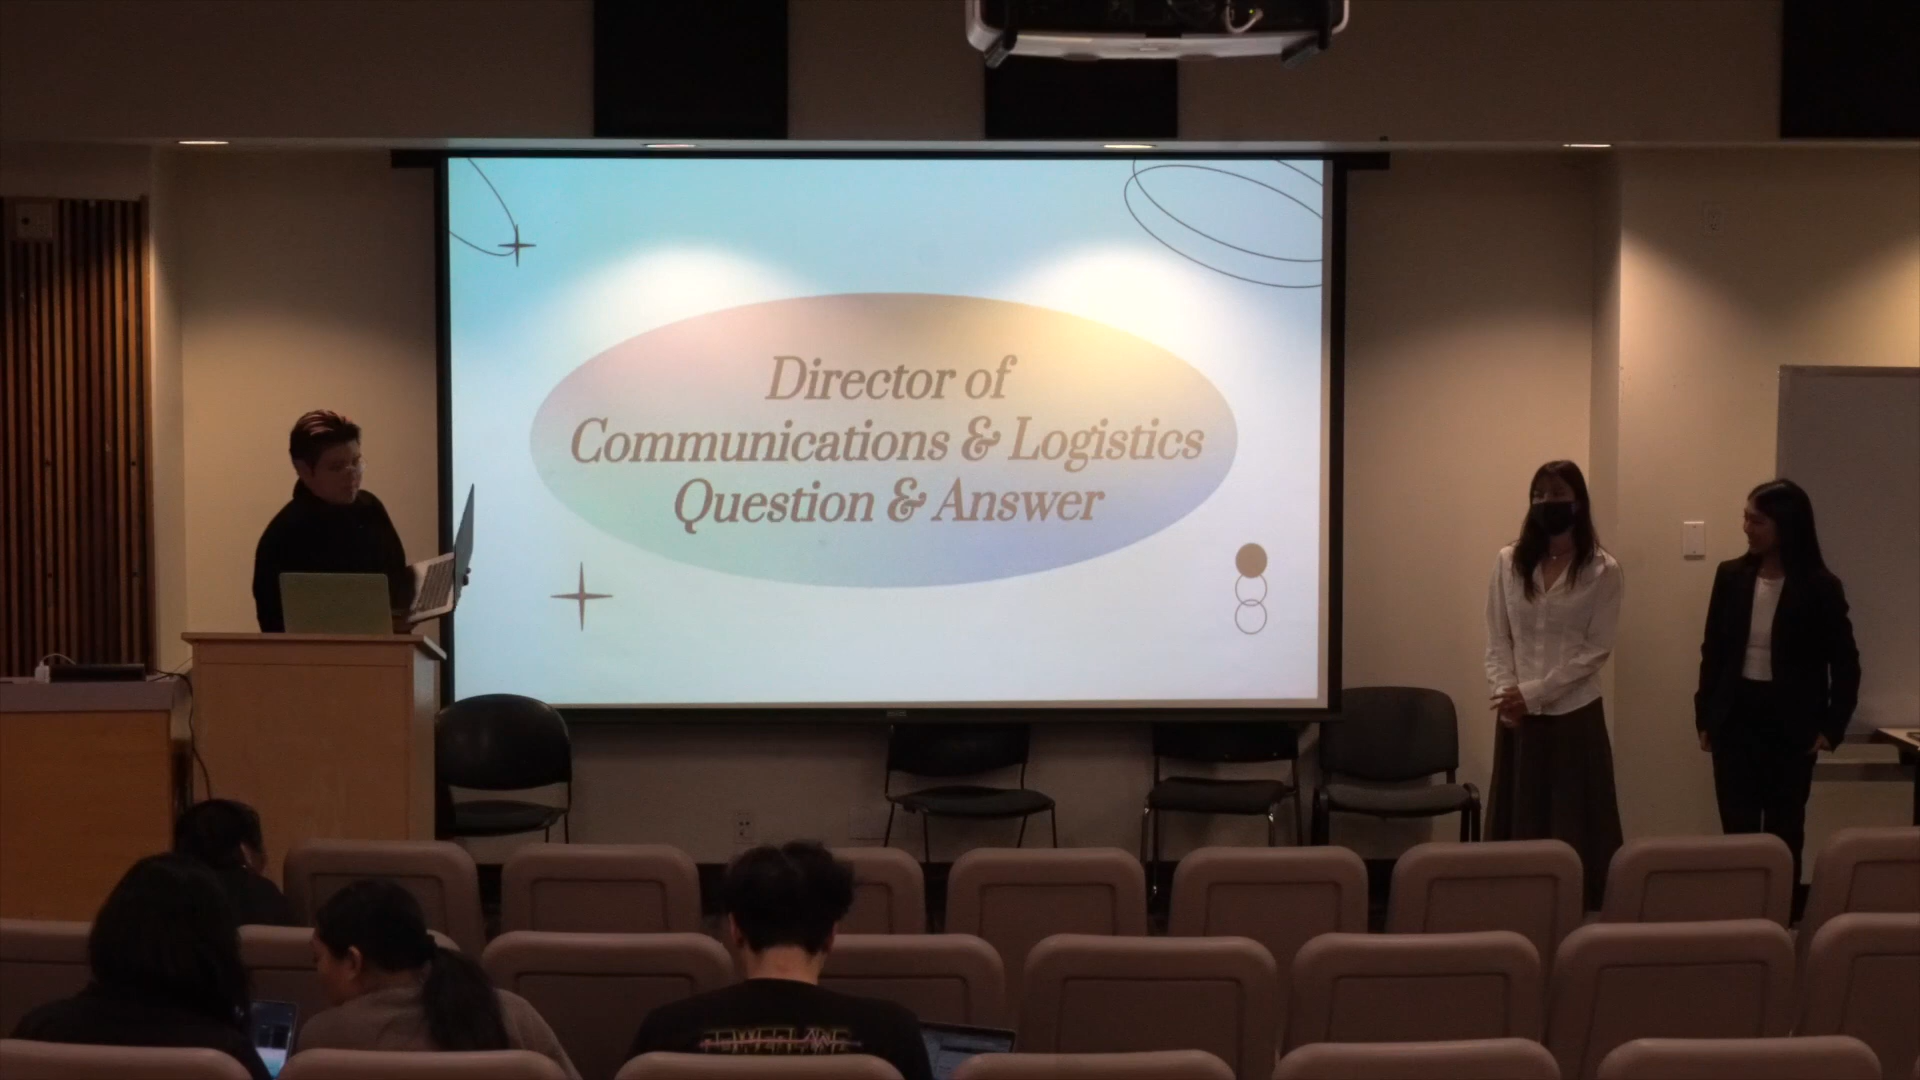 Director of
Communications & Logistics
Question & Answer